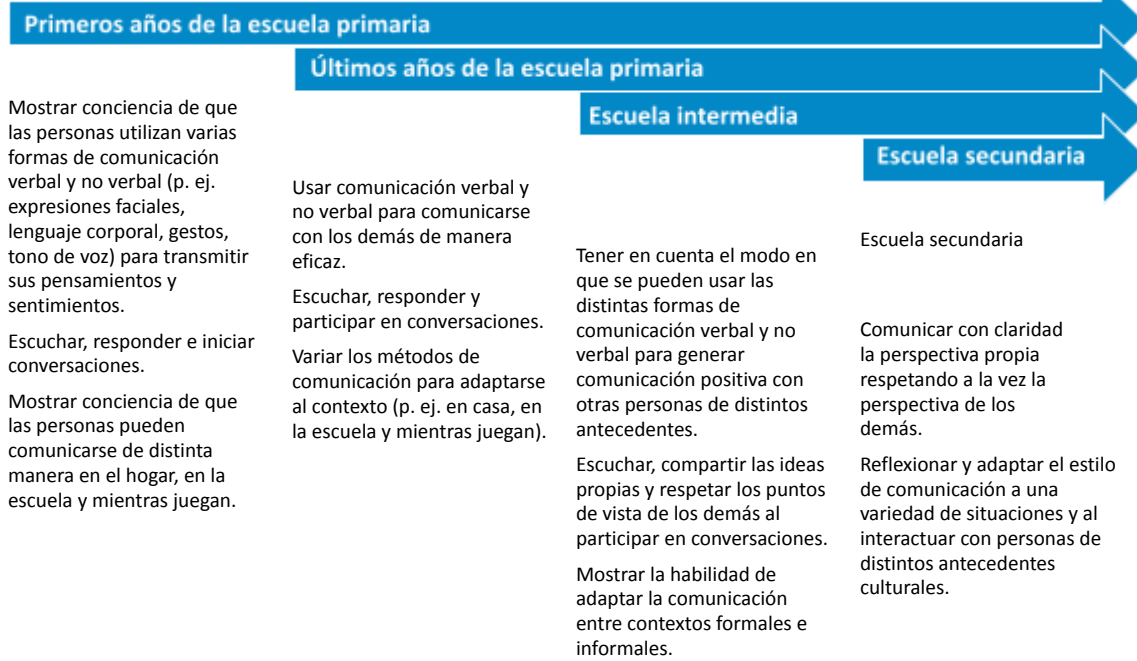 Primeros años de la escuela primaria
Últimos años de la escuela primaria
Escuela intermedia
Escuela secundaria
Mostrar conciencia de que
las personas utilizan varias
formas de comunicación
verbal y no verbal (p. ej.
expresiones faciales,
lenguaje corporal, gestos,
tono de voz) para transmitir
sus pensamientos y
sentimientos.
Escuchar, responder e iniciar
conversaciones.
Mostrar conciencia de que
las personas pueden
comunicarse de distinta
manera en el hogar, en la
escuela y mientras juegan.
Usar comunicación verbal y
no verbal para comunicarse
con los demás de manera
eficaz.
Escuchar, responder y
participar en conversaciones.
Variar los métodos de
comunicación para adaptarse
al contexto (p. ej. en casa, en
la escuela y mientras juegan).
Tener en cuenta el modo en
que se pueden usar las
distintas formas de
comunicación verbal y no
verbal para generar
comunicación positiva con
otras personas de distintos
antecedentes.
Escuchar, compartir las ideas
propias y respetar los puntos
de vista de los demás al
participar en conversaciones.
Mostrar la habilidad de
adaptar la comunicación
entre contextos formales e
informales.
Escuela secundaria
Comunicar con claridad
la perspectiva propia
respetando a la vez la
perspectiva de los
demás.
Reflexionar y adaptar el estilo
de comunicación a una
variedad de situaciones y al
interactuar con personas de
distintos antecedentes
culturales.